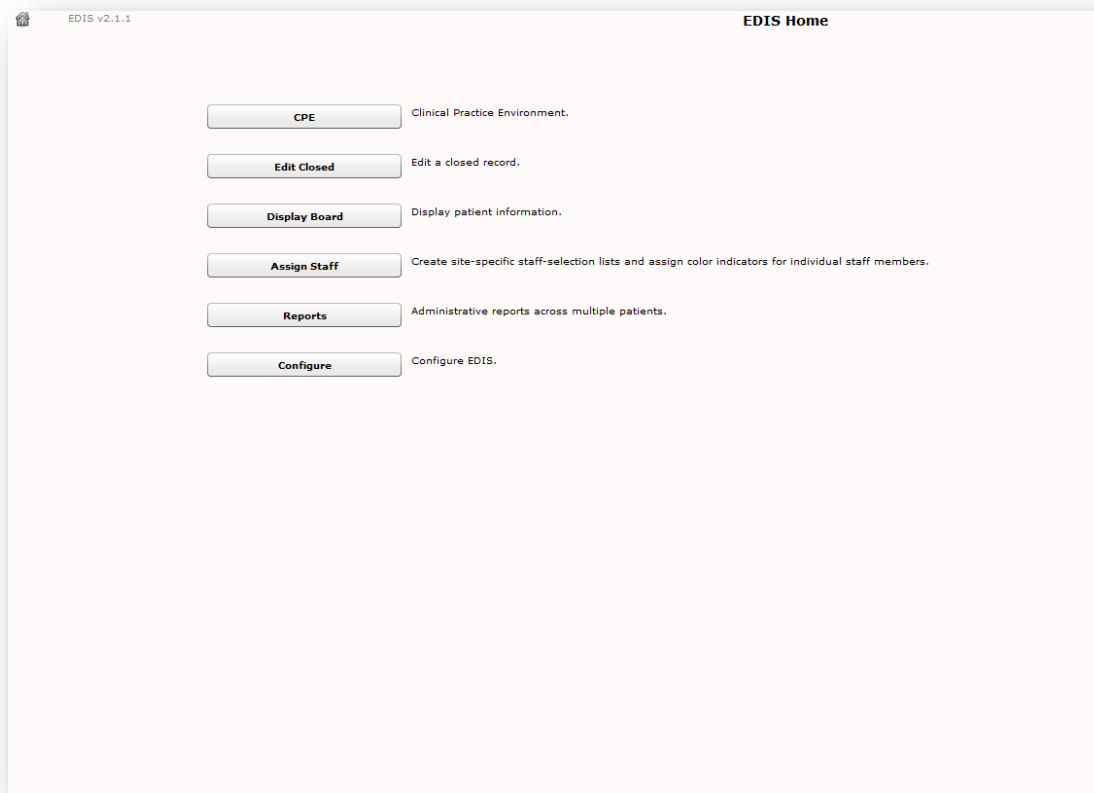 EDIS v2.1.1
EDIS Home
CPE
Clinical Practice Environment.
Edit Closed
Edit a closed record.
Display Board
Display patient information.
Assign Staff
Create site-specific staff-selection lists and assign color indicators for individual staff members.
Reports
Administrative reports across multiple patients.
Configure
Configure EDIS.